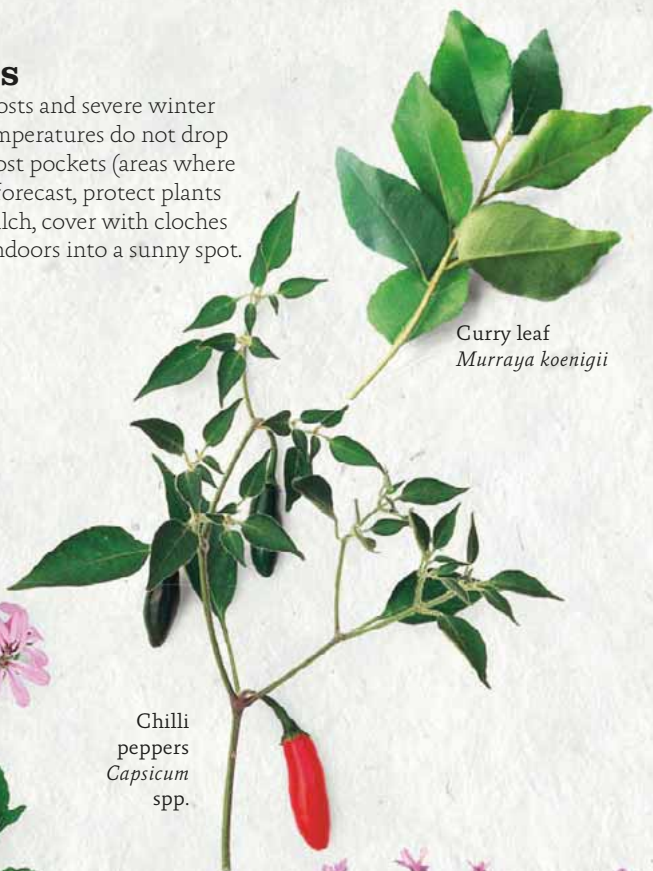 s
osts and severe winter
mperatures do not drop
ost pockets (areas where
forecast, protect plants
lch, cover with cloches
ndoors into a sunny spot.
Curry leaf
Murraya koenigii
Chilli
peppers
Capsicum
spp.